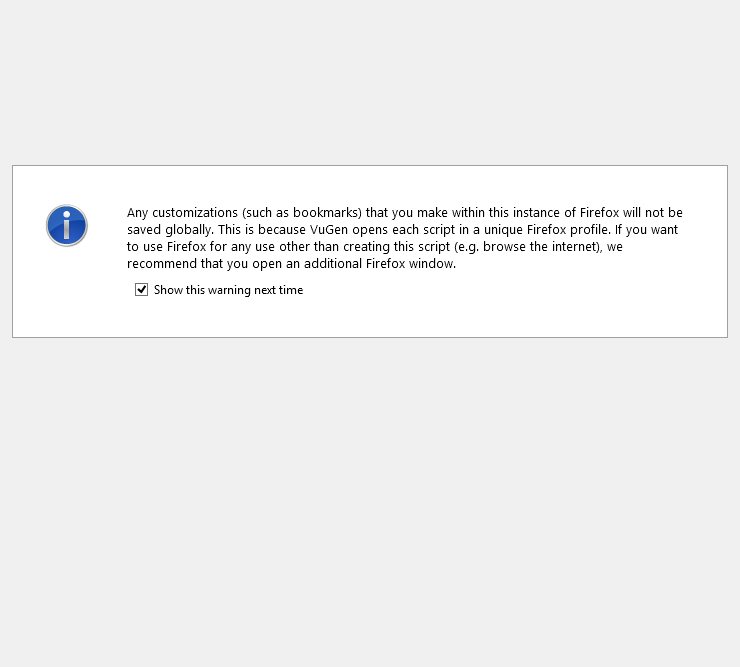 Any customizations (such as bookmarks) that you make within this instance of Firefox will not be
saved globally. This is because VuGen opens each script in a unique Firefox profile. If you want
to use Firefox for any use other than creating this script (e.g. browse the internet), we
recommend that you open an additional Firefox window.
Show this warning next time